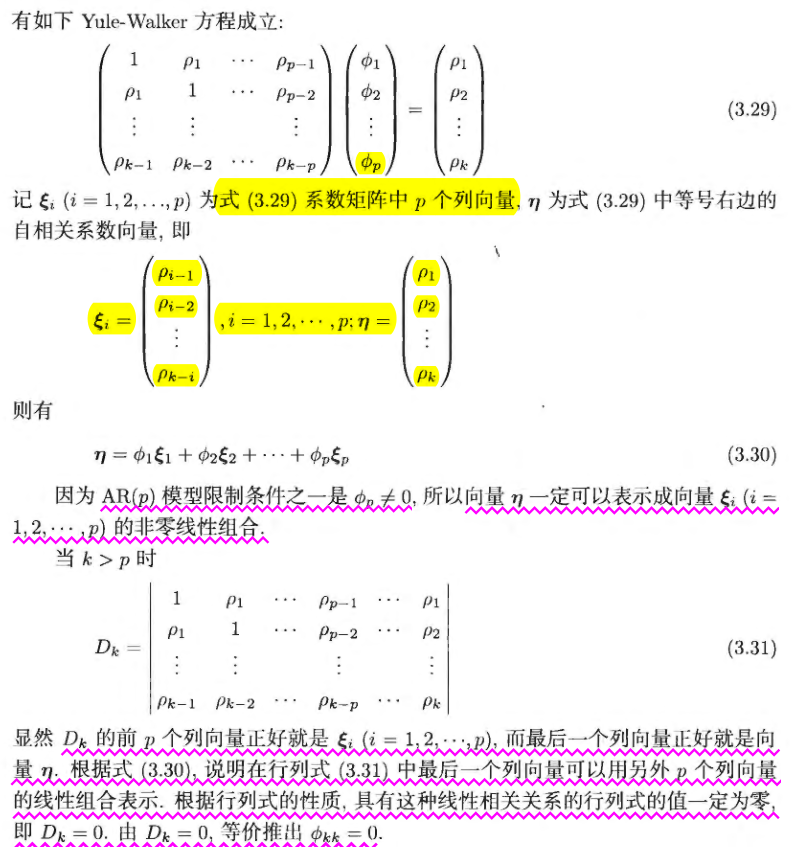 有如下 Yule-Walker 方程成立:
$$\begin{pmatrix} 1 & \rho_1 & \cdots & \rho_{p-1} \\ \rho_1 & 1 & \cdots & \rho_{p-2} \\ \vdots & \vdots & & \vdots \\ \rho_{k-1} & \rho_{k-2} & \cdots & \rho_{k-p} \end{pmatrix} \begin{pmatrix} \phi_1 \\ \phi_2 \\ \vdots \\ \phi_p \end{pmatrix} = \begin{pmatrix} \rho_1 \\ \rho_2 \\ \vdots \\ \rho_k \end{pmatrix} \quad (3.29)$$
记 $\boldsymbol{\xi}_i$ ($i = 1, 2, \ldots, p$) 为式 (3.29) 系数矩阵中 $p$ 个列向量, $\boldsymbol{\eta}$ 为式 (3.29) 中等号右边的
自相关系数向量, 即
$$\boldsymbol{\xi}_i = \begin{pmatrix} \rho_{i-1} \\ \rho_{i-2} \\ \vdots \\ \rho_{k-i} \end{pmatrix}, i = 1, 2, \cdots, p; \boldsymbol{\eta} = \begin{pmatrix} \rho_1 \\ \rho_2 \\ \vdots \\ \rho_k \end{pmatrix}$$
则有
$$\boldsymbol{\eta} = \phi_1 \boldsymbol{\xi}_1 + \phi_2 \boldsymbol{\xi}_2 + \cdots + \phi_p \boldsymbol{\xi}_p \quad (3.30)$$
因为 AR($p$) 模型限制条件之一是 $\phi_p \neq 0$, 所以向量 $\boldsymbol{\eta}$ 一定可以表示成向量 $\boldsymbol{\xi}_i$ ($i =$
$1, 2, \cdots, p$) 的非零线性组合.
当 $k > p$ 时
$$D_k = \begin{vmatrix} 1 & \rho_1 & \cdots & \rho_{p-1} & \cdots & \rho_1 \\ \rho_1 & 1 & \cdots & \rho_{p-2} & \cdots & \rho_2 \\ \vdots & \vdots & & \vdots & & \vdots \\ \rho_{k-1} & \rho_{k-2} & \cdots & \rho_{k-p} & \cdots & \rho_k \end{vmatrix} \quad (3.31)$$
显然 $D_k$ 的前 $p$ 个列向量正好就是 $\boldsymbol{\xi}_i$ ($i = 1, 2, \cdots, p$), 而最后一个列向量正好就是向
量 $\boldsymbol{\eta}$. 根据式 (3.30), 说明在行列式 (3.31) 中最后一个列向量可以用另外 $p$ 个列向量
的线性组合表示. 根据行列式的性质, 具有这种线性相关关系的行列式的值一定为零,
即 $D_k = 0$. 由 $D_k = 0$, 等价推出 $\phi_{kk} = 0$.